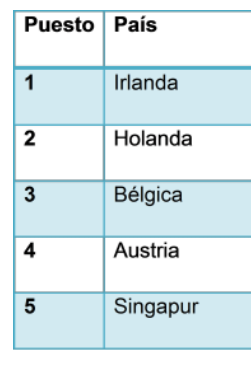 Puesto País
1 Irlanda
2 Holanda
3 Bélgica
4 Austria
5 Singapur